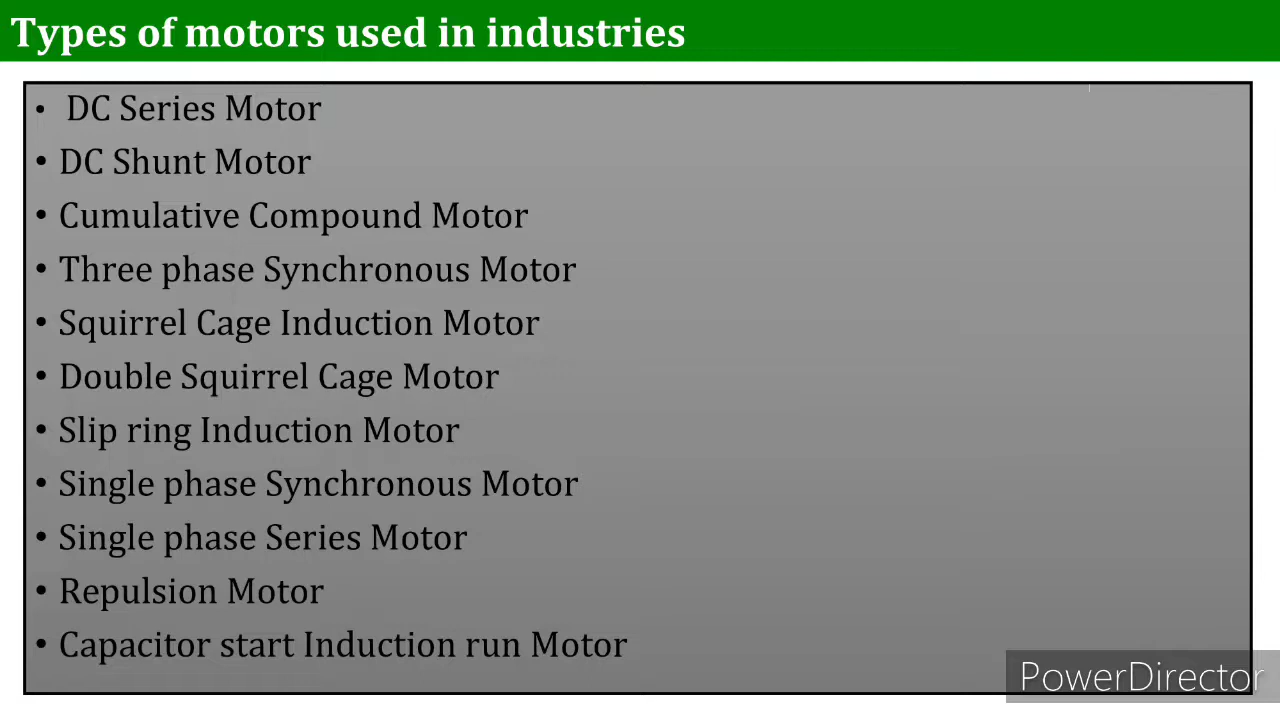 Types of motors used in industries
• DC Series Motor
• DC Shunt Motor
• Cumulative Compound Motor
• Three phase Synchronous Motor
• Squirrel Cage Induction Motor
• Double Squirrel Cage Motor
• Slip ring Induction Motor
• Single phase Synchronous Motor
• Single phase Series Motor
• Repulsion Motor
• Capacitor start Induction run Motor
PowerDirector